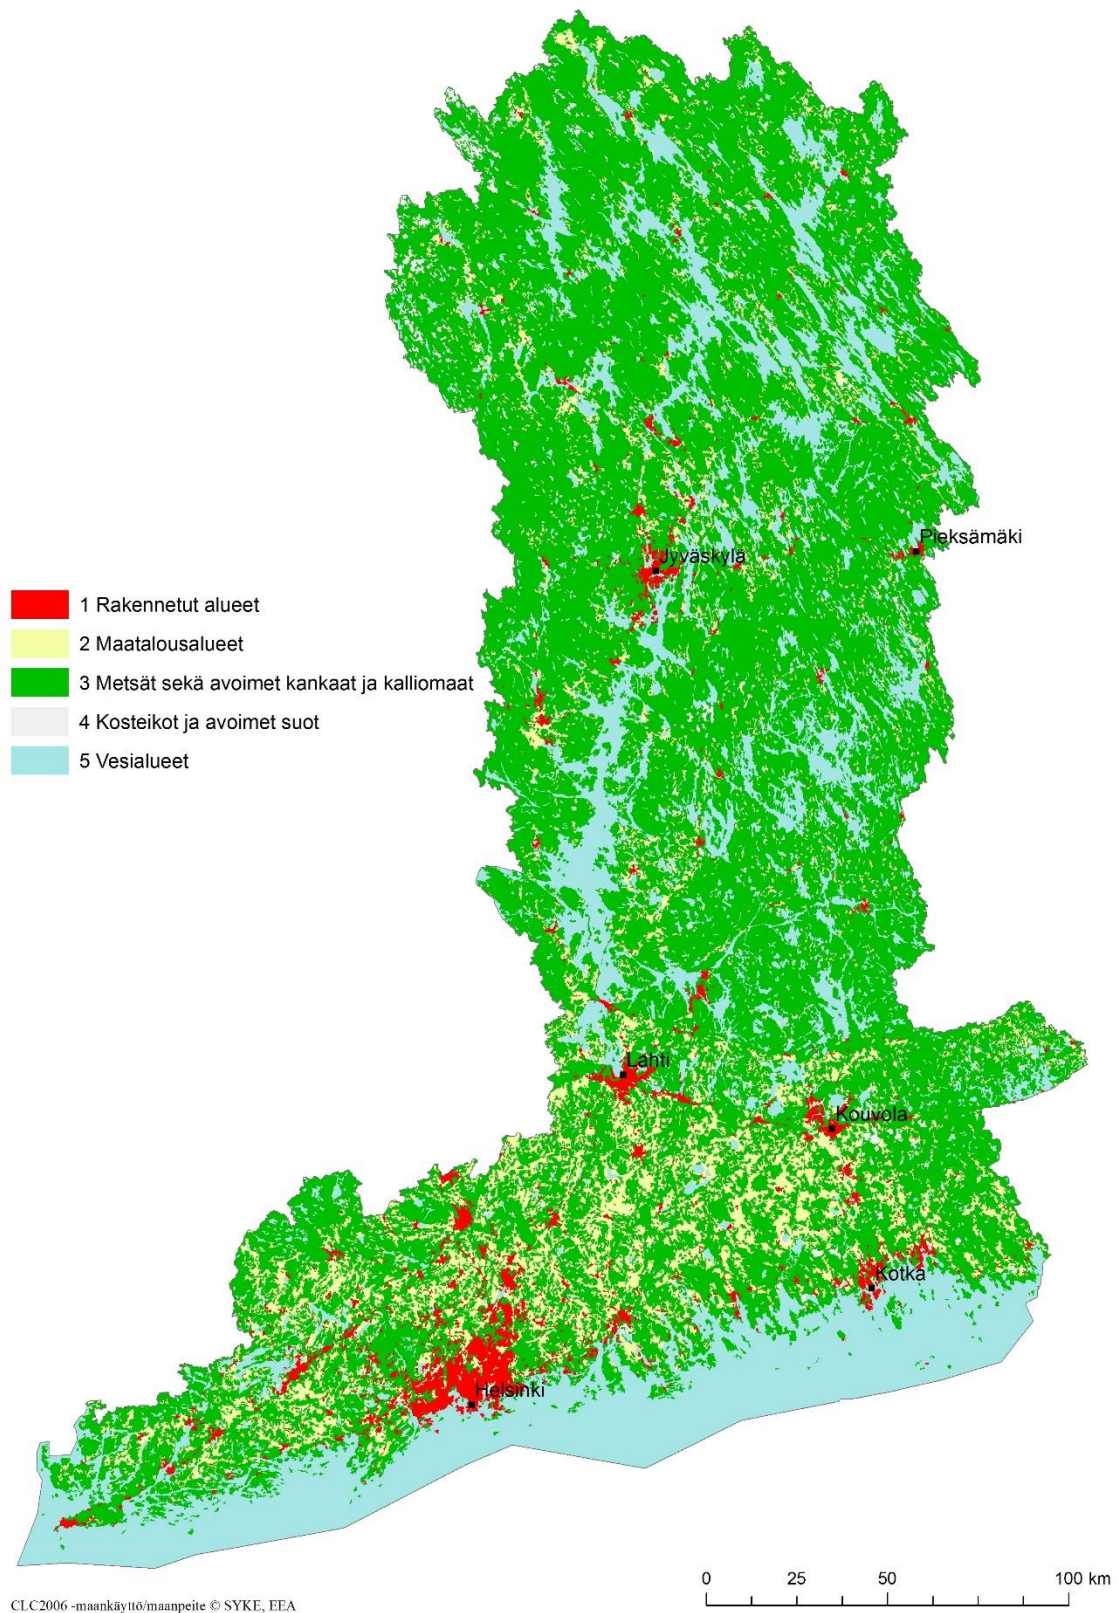 Pieksämäki
Jyväskylä
1 Rakennetut alueet
2 Maatalousalueet
3 Metsät sekä avoimet kankaat ja kalliomaat
4 Kosteikot ja avoimet suot
5 Vesialueet
Lahti
Kouvola
Kotka
Helsinki
0 25 50 100 km
CLC2006 -maankäyttö/maanpeite © SYKE, EEA